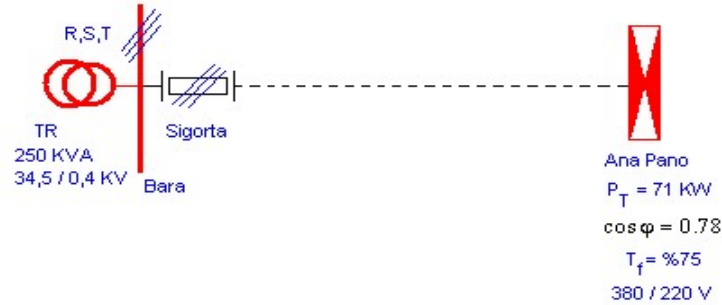 R,S,T
TR
250 KVA
34,5 / 0,4 KV
Bara
Sigorta
Ana Pano
P_T = 71 KW
cosφ = 0.78
T_f = %75
380 / 220 V